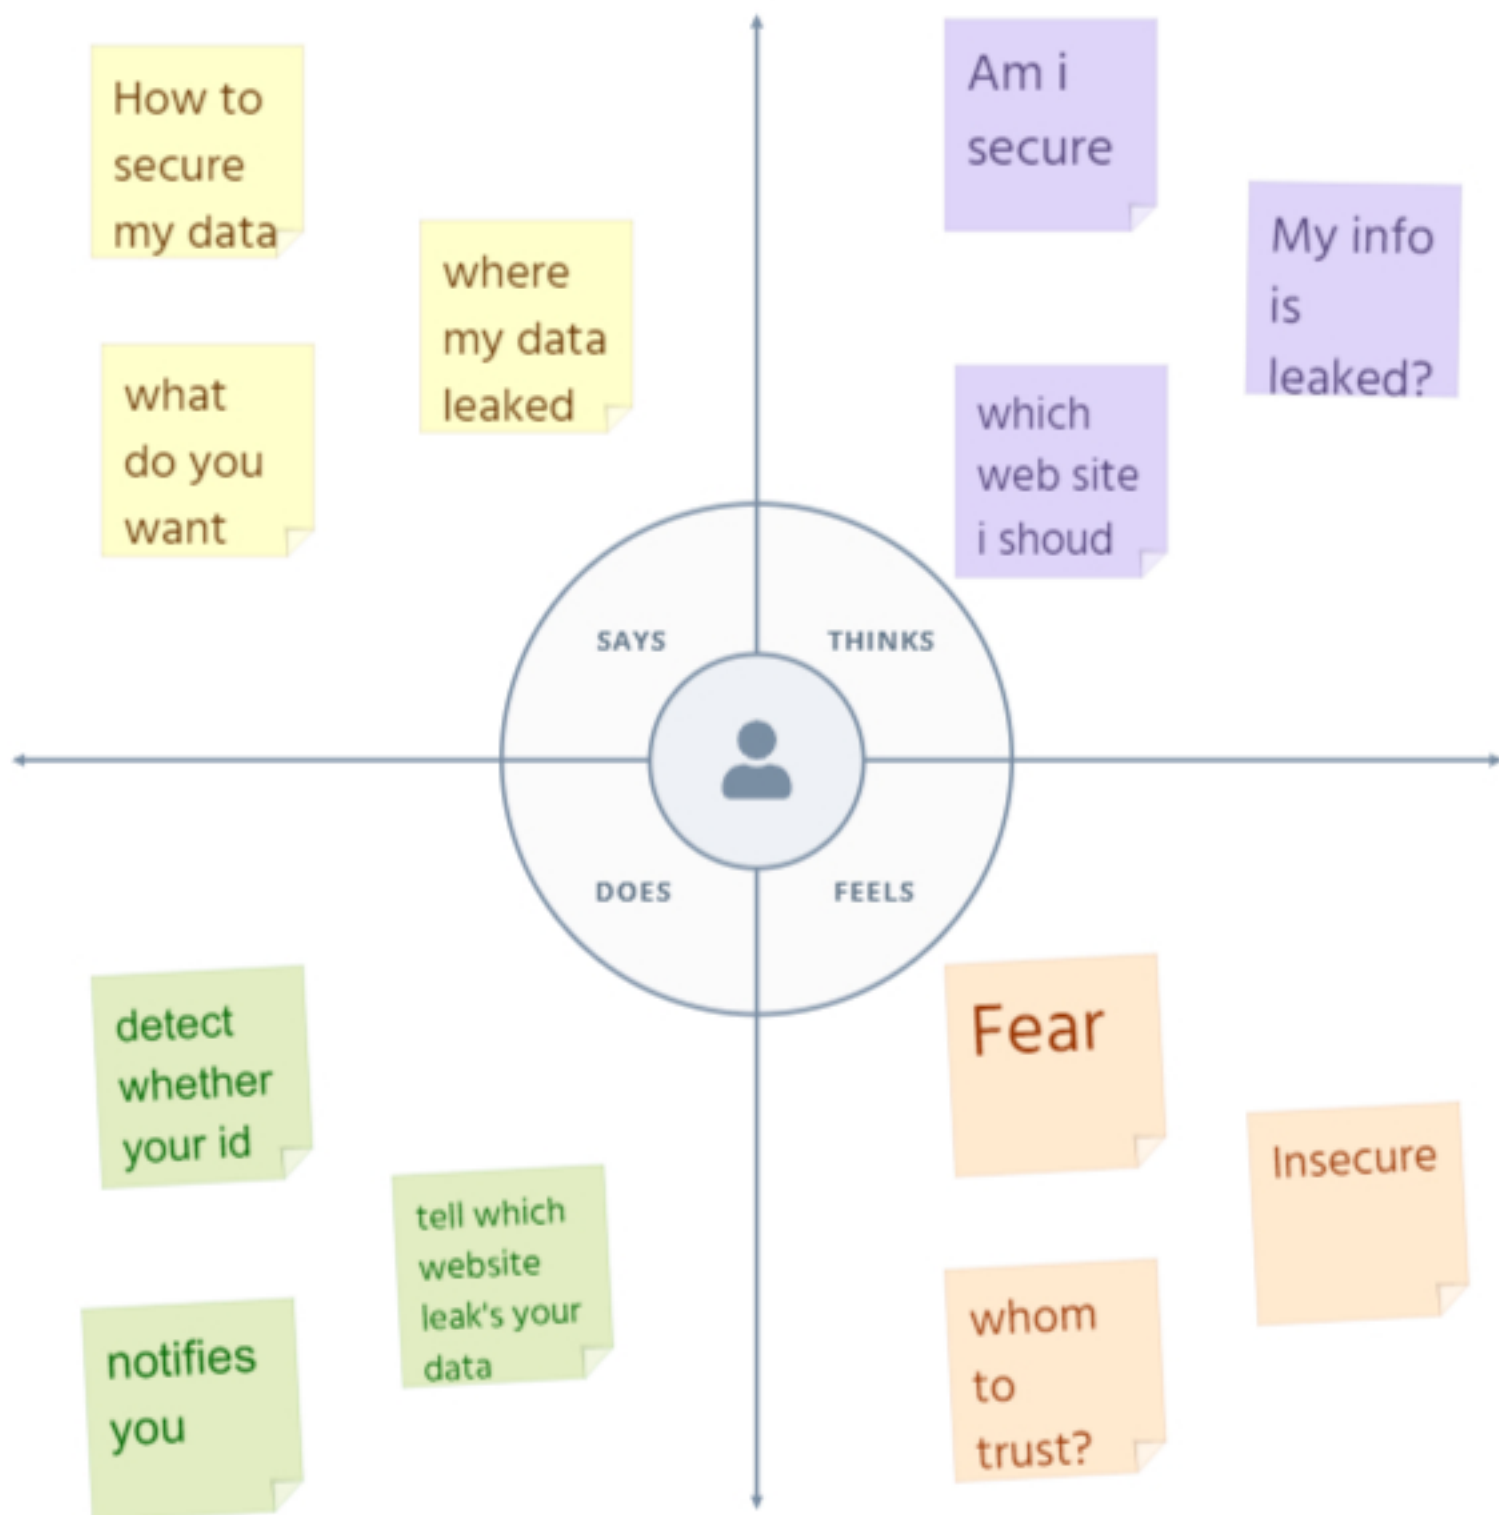 How to
secure
my data
where
my data
leaked
what
do you
want
Am i
secure
My info
is
leaked?
which
web site
i shoud
SAYS
THINKS
DOES
FEELS
detect
whether
your id
tell which
website
leak's your
data
notifies
you
Fear
Insecure
whom
to
trust?